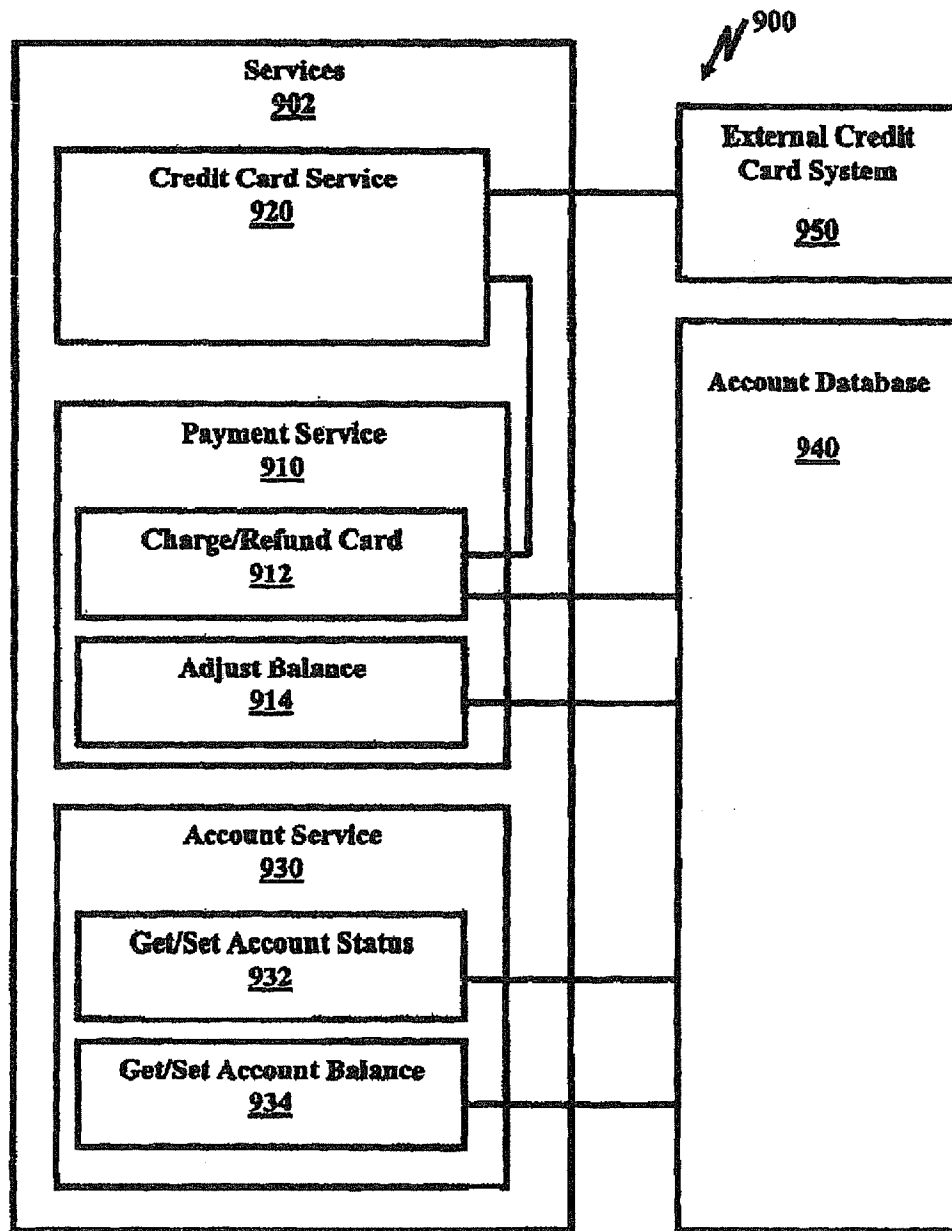 900
Services
902
Credit Card Service
920
External Credit
Card System
950
Payment Service
910
Charge/Refund Card
912
Adjust Balance
914
Account Database
940
Account Service
930
Get/Set Account Status
932
Get/Set Account Balance
934